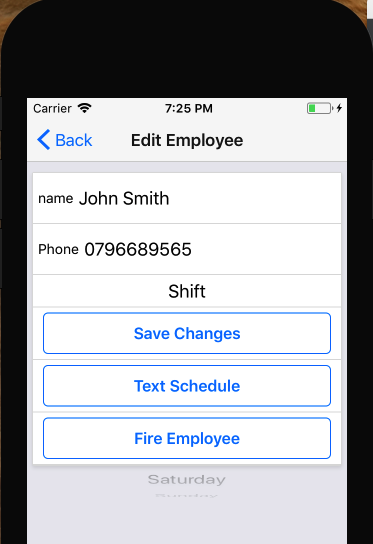 Carrier 7:25 PM
Back Edit Employee
name John Smith
Phone 0796689565
Shift
Save Changes
Text Schedule
Fire Employee
Saturday
Sunday